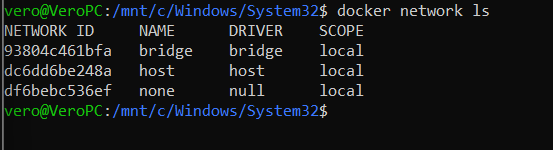 vero@VeroPC:/mnt/c/Windows/System32$ docker network ls
NETWORK ID     NAME      DRIVER    SCOPE
93804c461bfa   bridge    bridge    local
dc6dd6be248a   host      host      local
df6bebc536ef   none      null      local
vero@VeroPC:/mnt/c/Windows/System32$